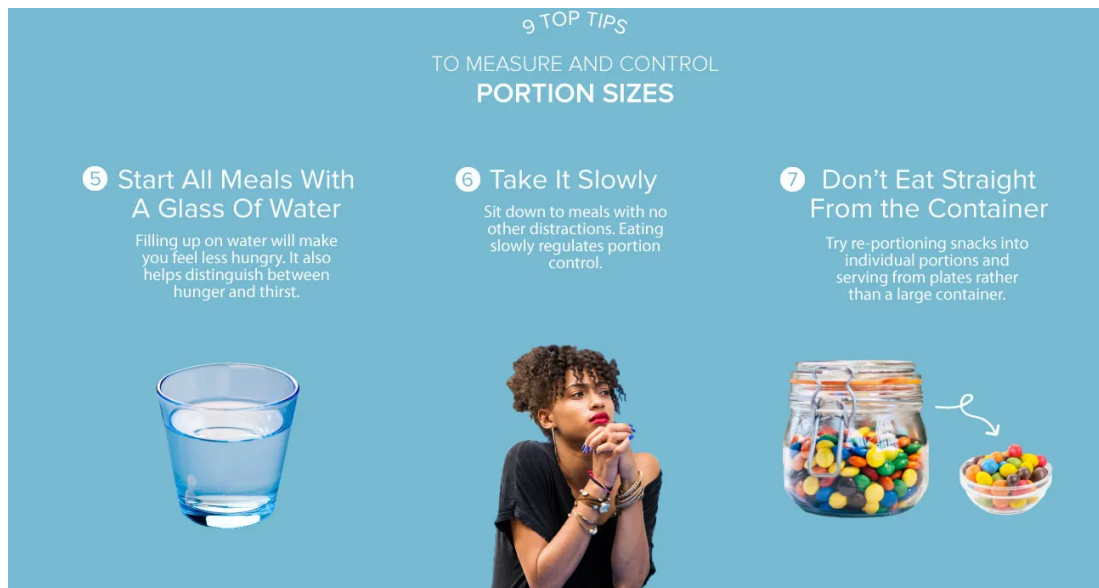 9 TOP TIPS
TO MEASURE AND CONTROL
PORTION SIZES
5 Start All Meals With
A Glass Of Water
Filling up on water will make
you feel less hungry. It also
helps distinguish between
hunger and thirst.
6 Take It Slowly
Sit down to meals with no
other distractions. Eating
slowly regulates portion
control.
7 Don’t Eat Straight
From the Container
Try re-portioning snacks into
individual portions and
serving from plates rather
than a large container.